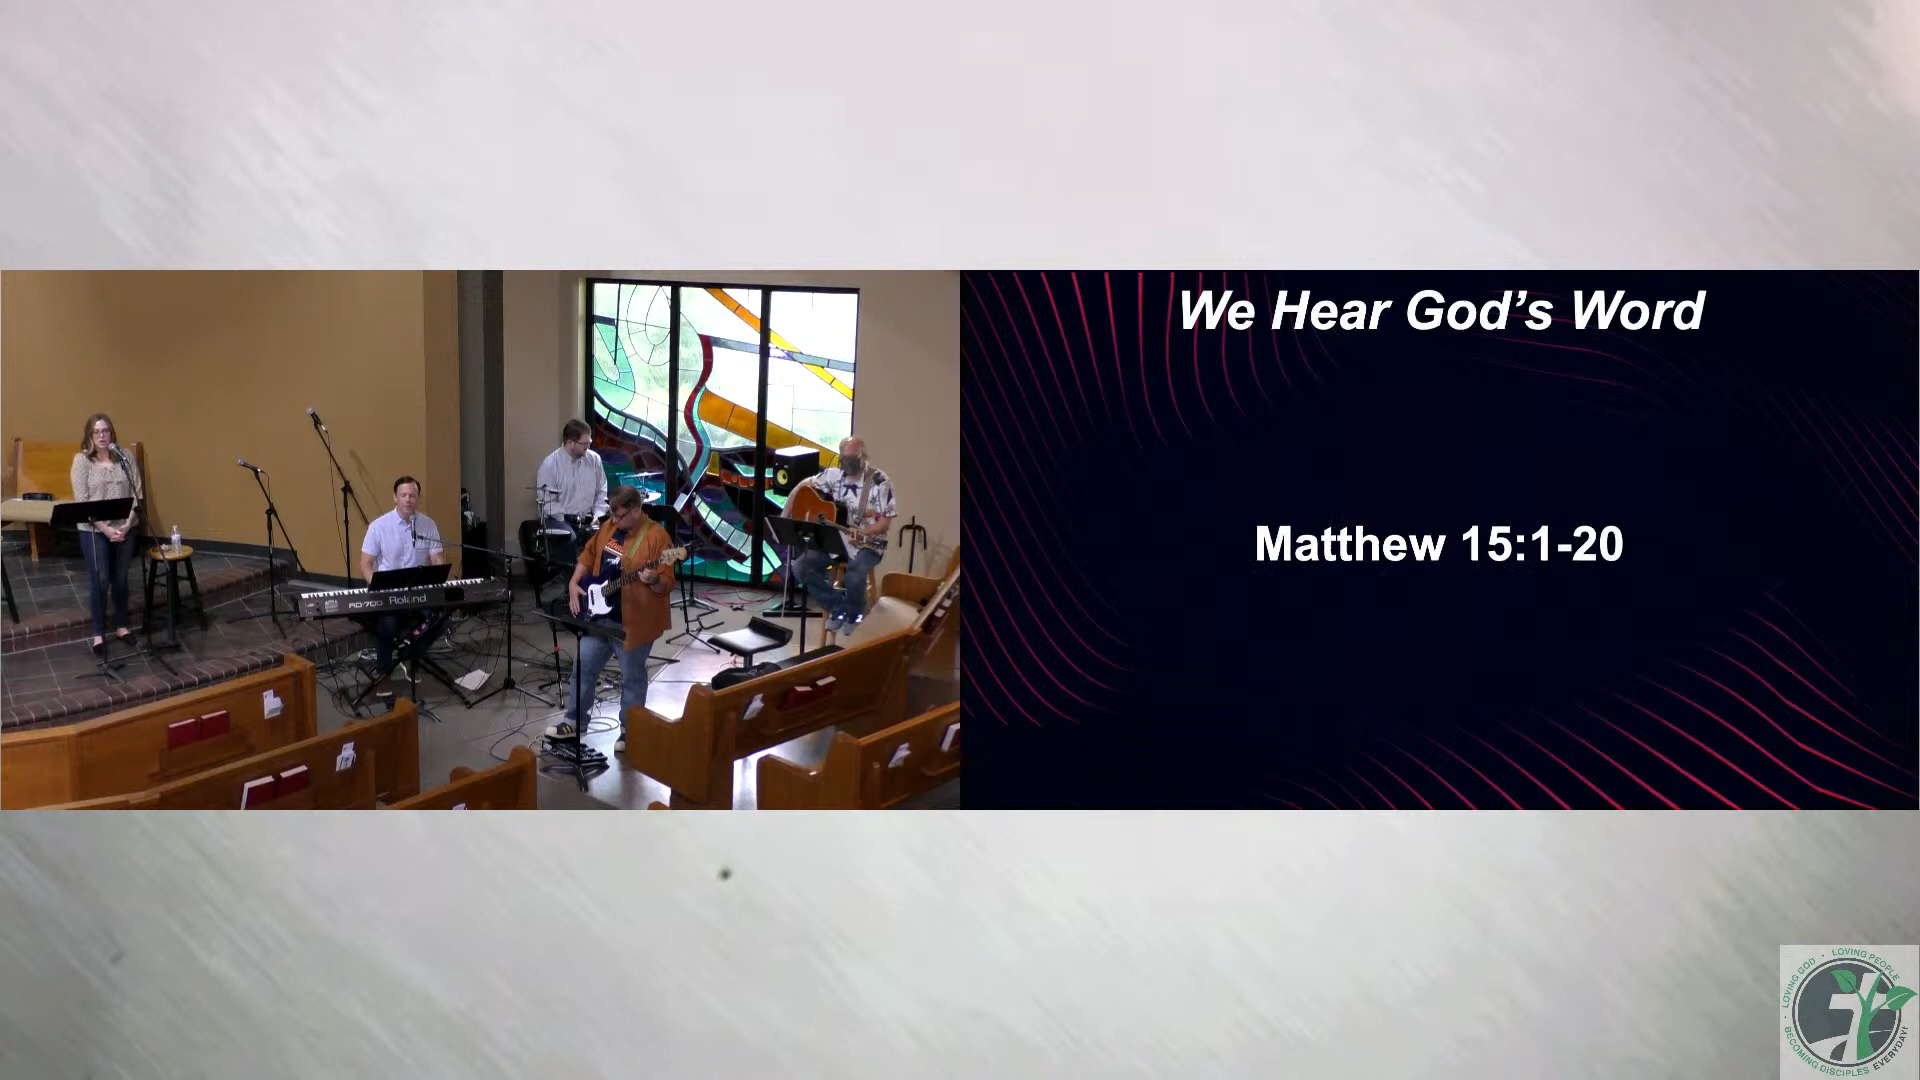 We Hear God's Word
Matthew 15:1-20
RD-700 Roland
LOVING GOD • LOVING PEOPLE
BECOMING DISCIPLES EVERYDAY!